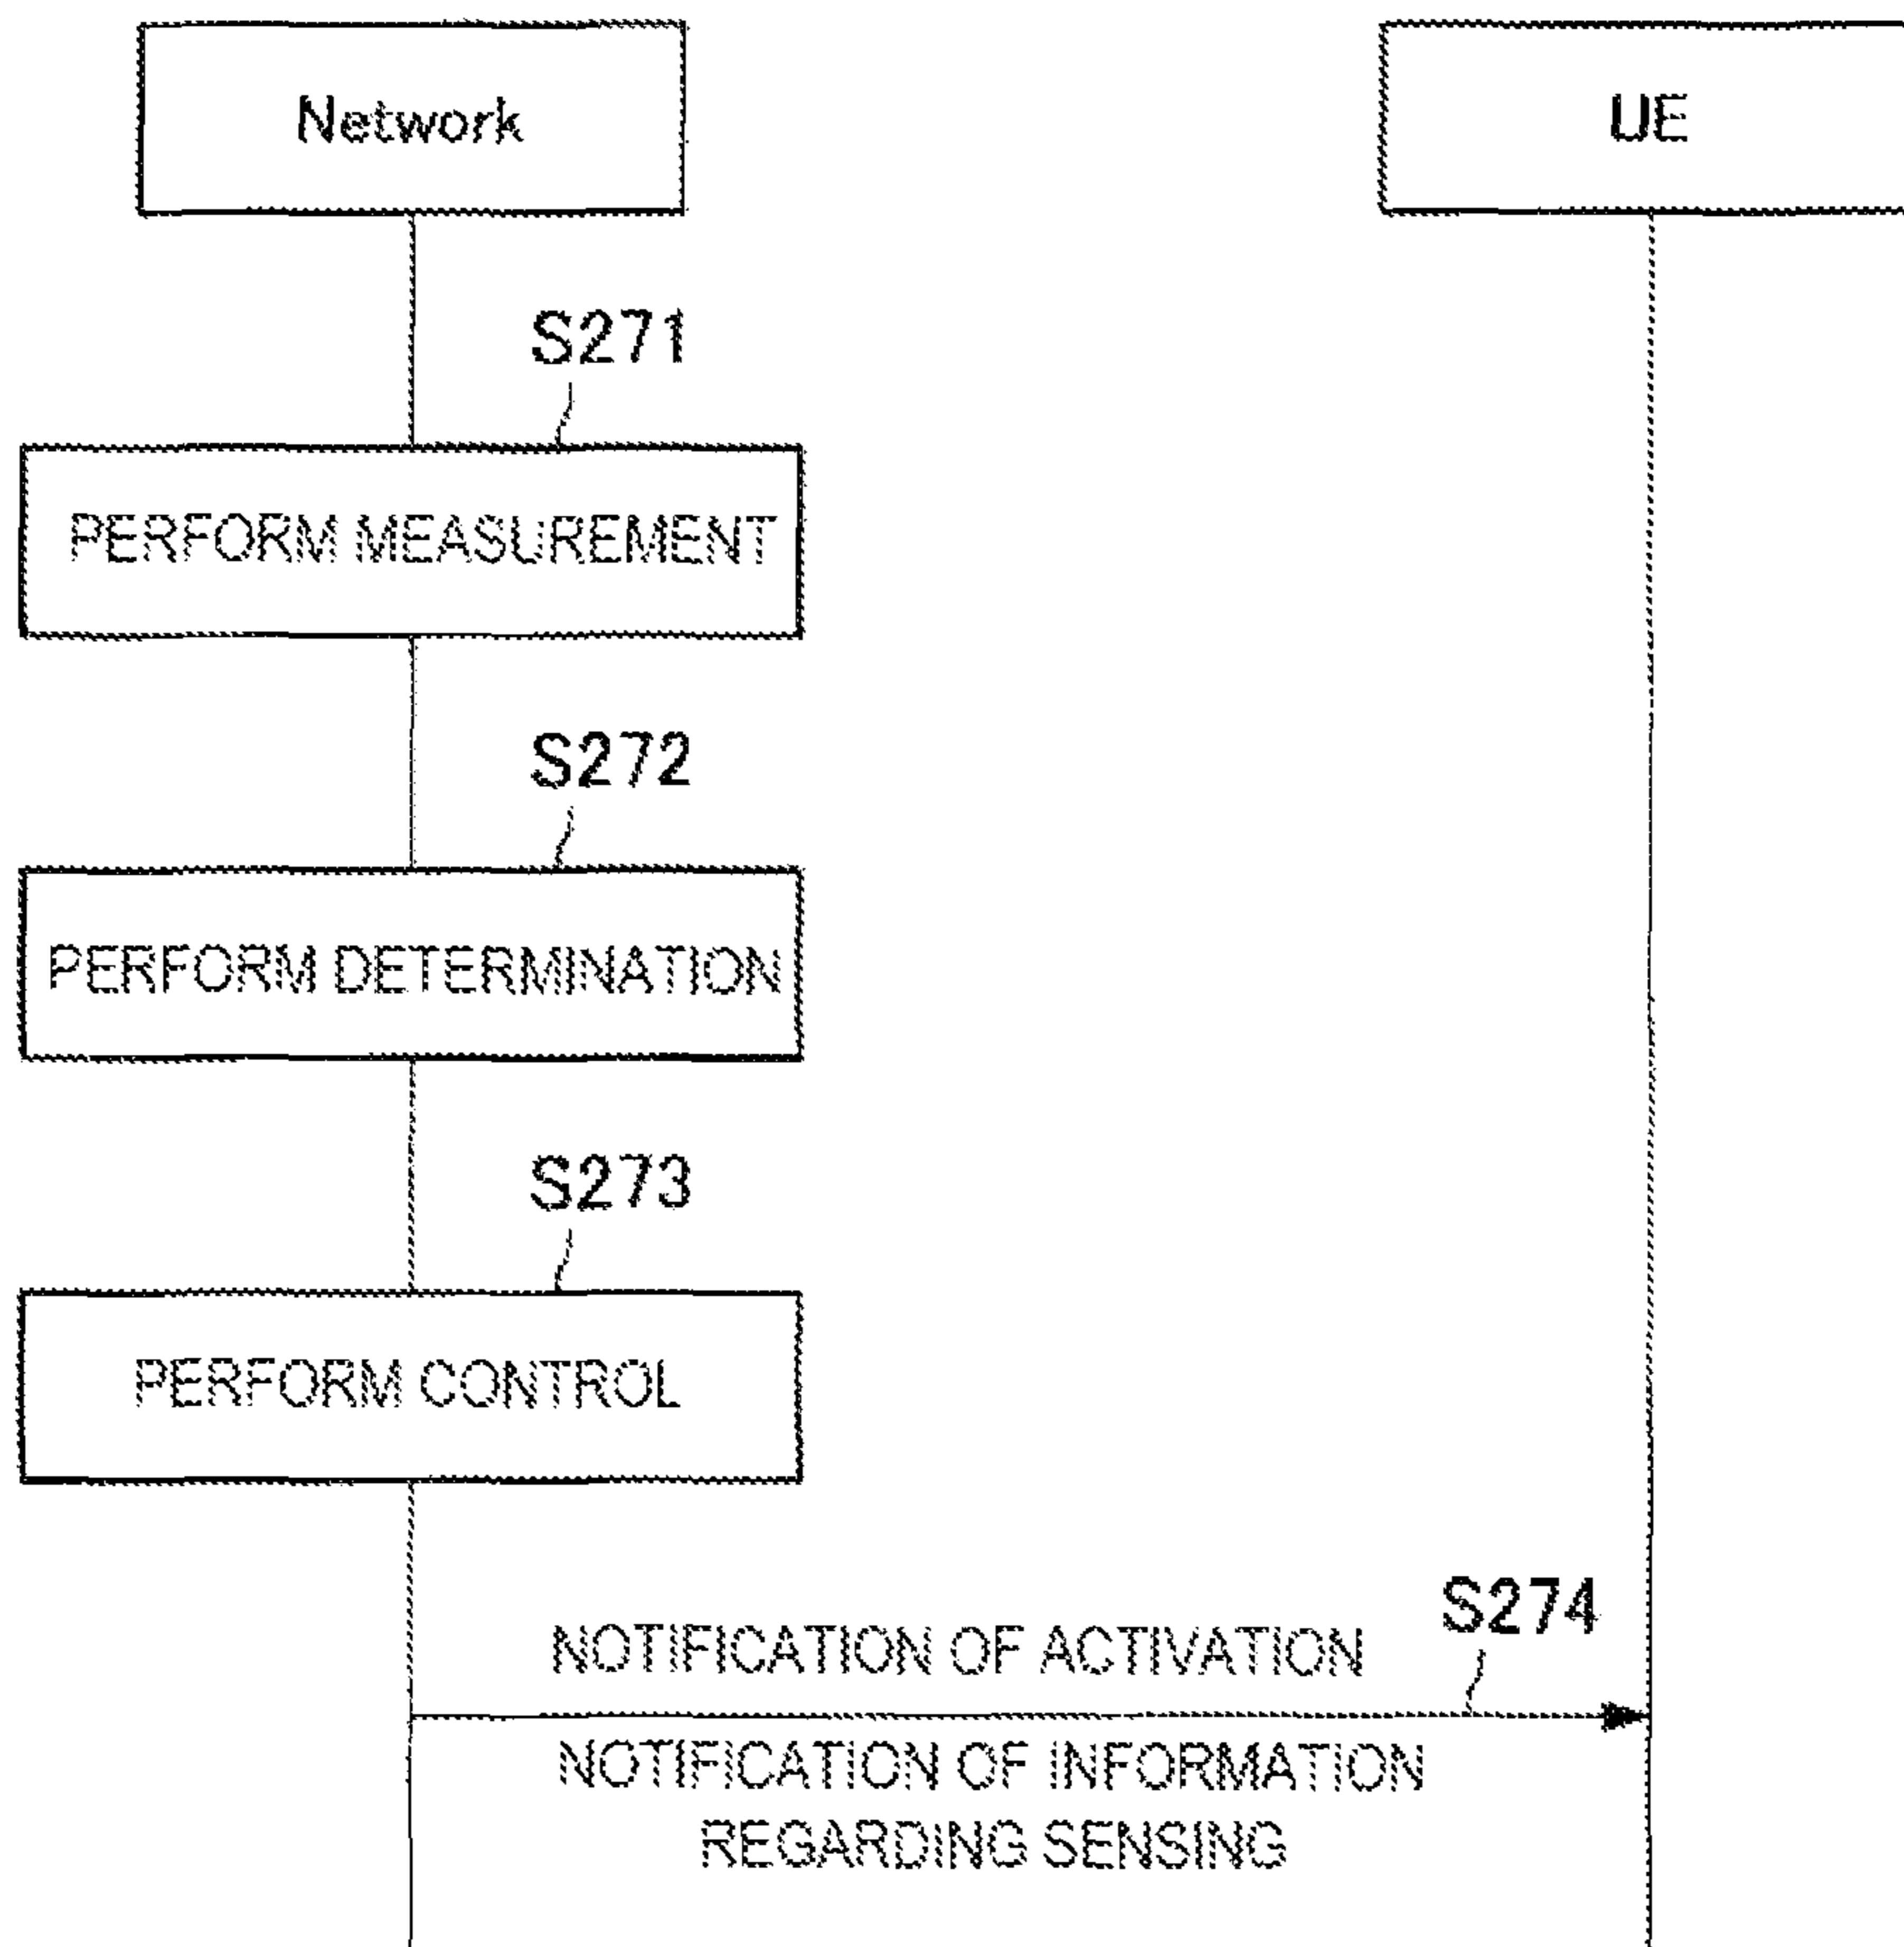 Network
UE
S271
PERFORM MEASUREMENT
S272
PERFORM DETERMINATION
S273
PERFORM CONTROL
S274
NOTIFICATION OF ACTIVATION
NOTIFICATION OF INFORMATION
REGARDING SENSING